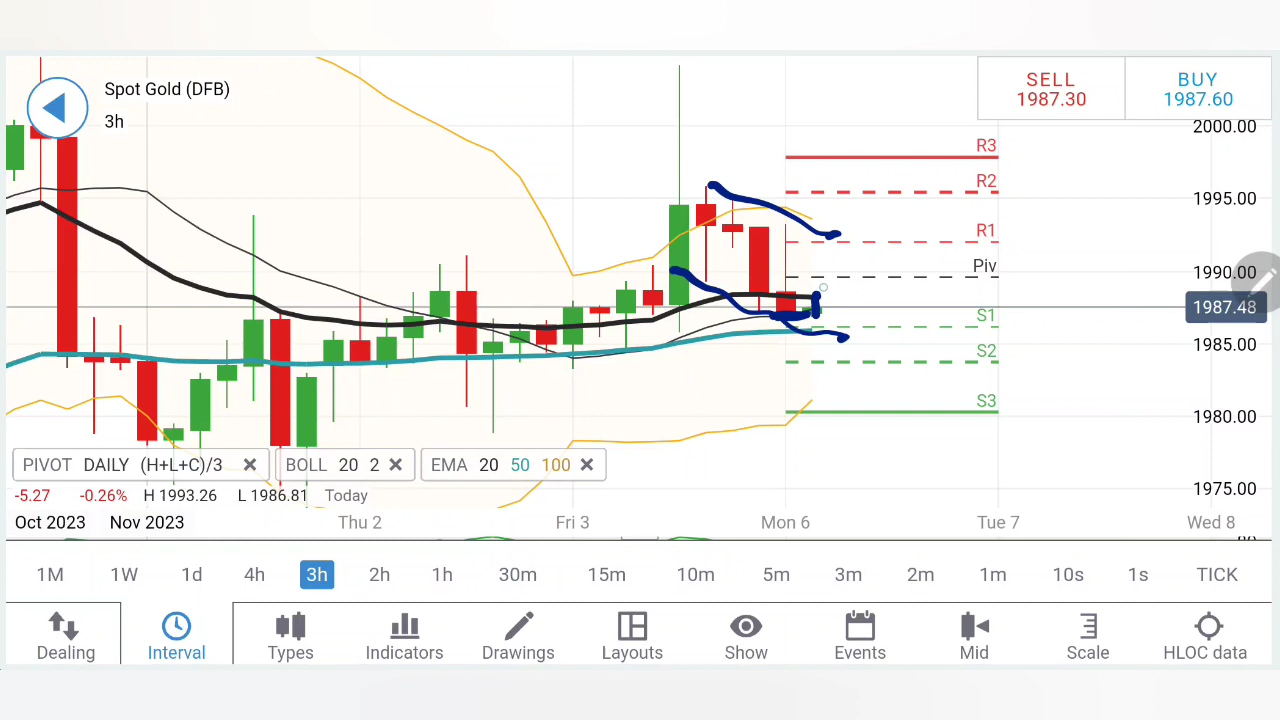 Spot Gold (DFB)
3h
SELL
1987.30
BUY
1987.60
2000.00
R3
R2
1995.00
R1
Piv
1990.00
1987.48
S1
1985.00
S2
S3
1980.00
PIVOT DAILY (H+L+C)/3
BOLL 20 2
EMA 20 50 100
1975.00
-5.27 -0.26% H 1993.26 L 1986.81 Today
Oct 2023 Nov 2023 Thu 2 Fri 3 Mon 6 Tue 7 Wed 8
1M 1W 1d 4h 3h 2h 1h 30m 15m 10m 5m 3m 2m 1m 10s 1s TICK
Dealing Interval Types Indicators Drawings Layouts Show Events Mid Scale HLOC data